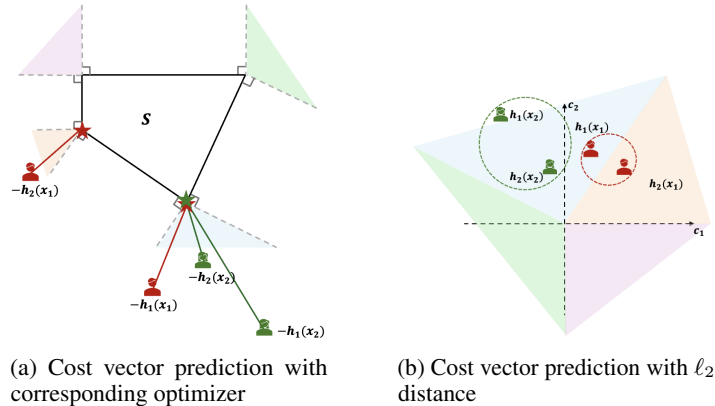 S
-h₂(x₁)
-h₂(x₂)
-h₁(x₁)
-h₁(x₂)
c₂
h₁(x₂)
h₁(x₁)
h₂(x₂)
h₂(x₁)
c₁
(a) Cost vector prediction with
corresponding optimizer
(b) Cost vector prediction with ℓ₂
distance